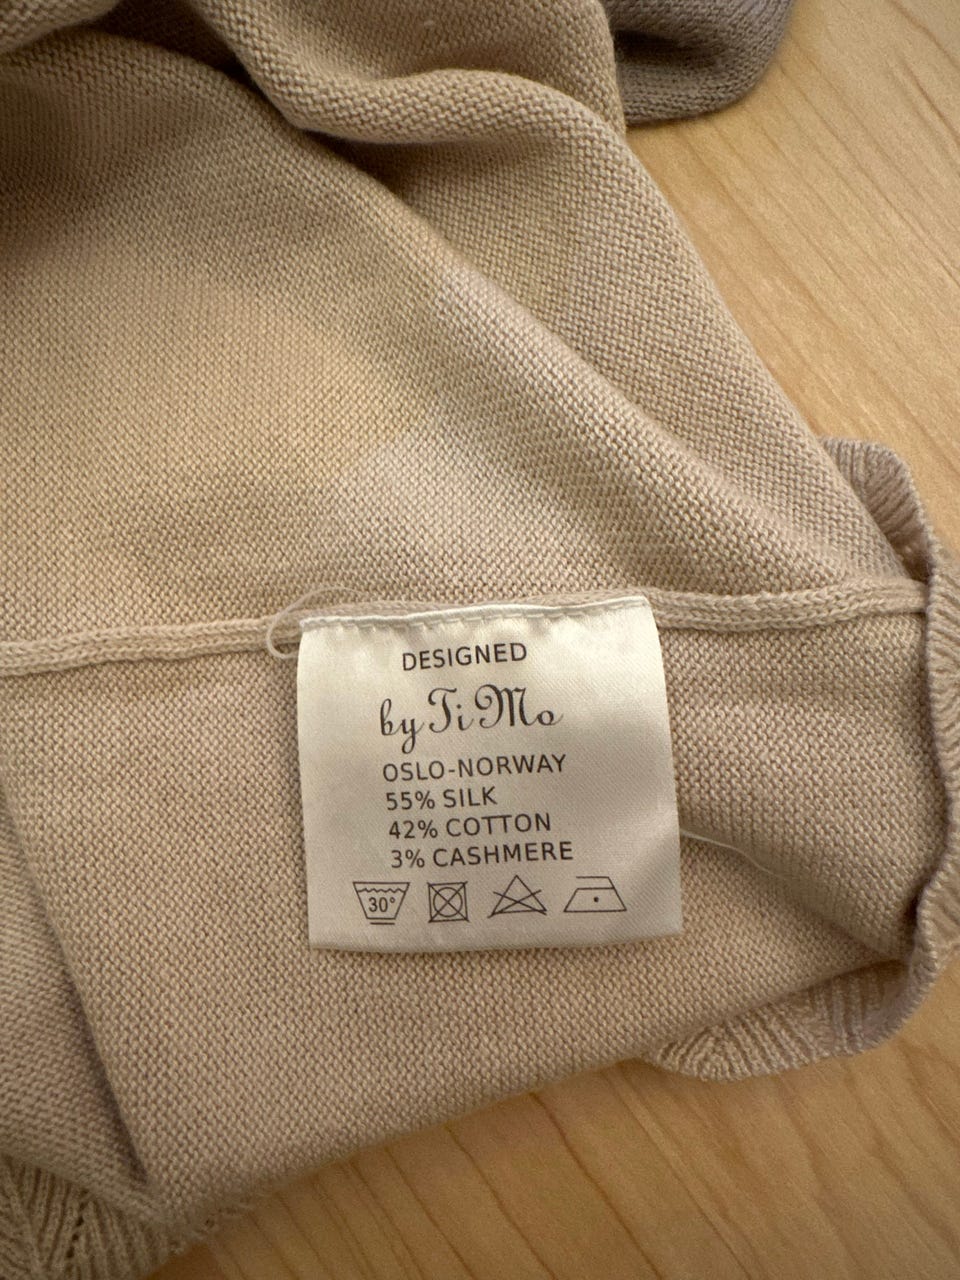 DESIGNED
by Ti Mo
OSLO-NORWAY
55% SILK
42% COTTON
3% CASHMERE
30°